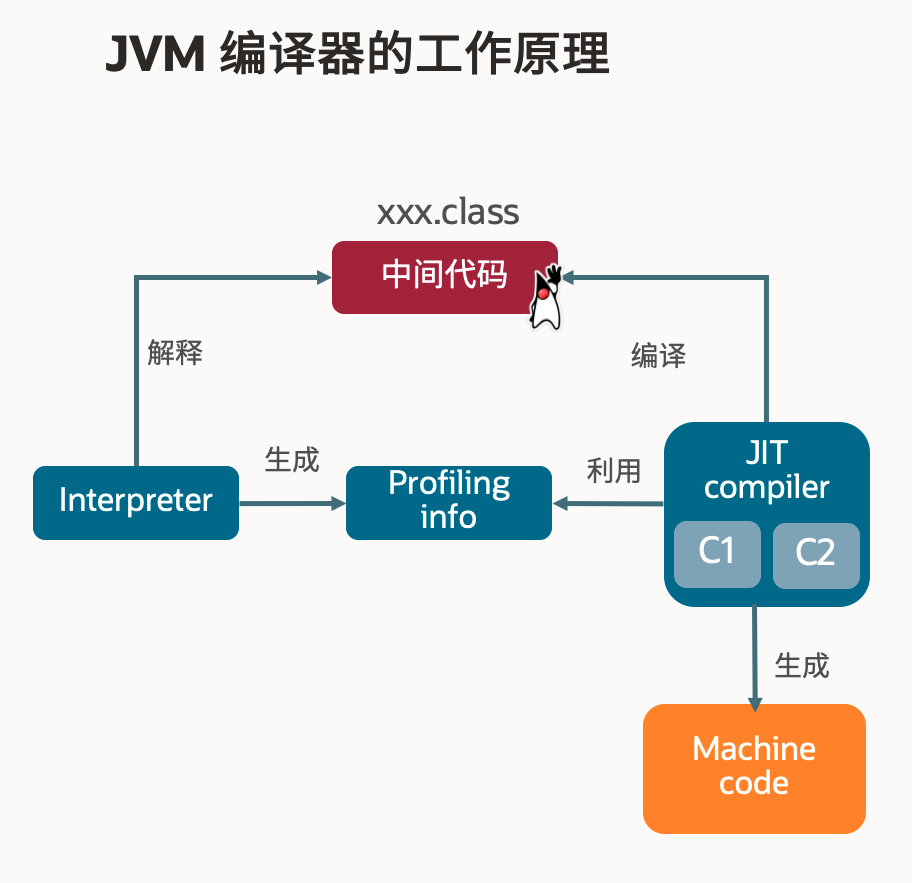 JVM 编译器的工作原理
xxx.class
中间代码
解释
编译
生成
利用
Interpreter
Profiling
info
JIT
compiler
C1
C2
生成
Machine
code